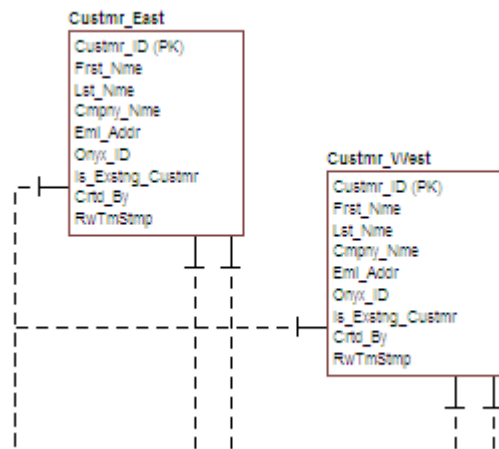 Custmr_East
Custmr_ID (PK)
Frst_Nme
Lst_Nme
Cmpny_Nme
Eml_Addr
Onyx_ID
Is_Exstng_Custmr
Crtd_By
RwTmStmp
Custmr_West
Custmr_ID (PK)
Frst_Nme
Lst_Nme
Cmpny_Nme
Eml_Addr
Onyx_ID
Is_Exstng_Custmr
Crtd_By
RwTmStmp